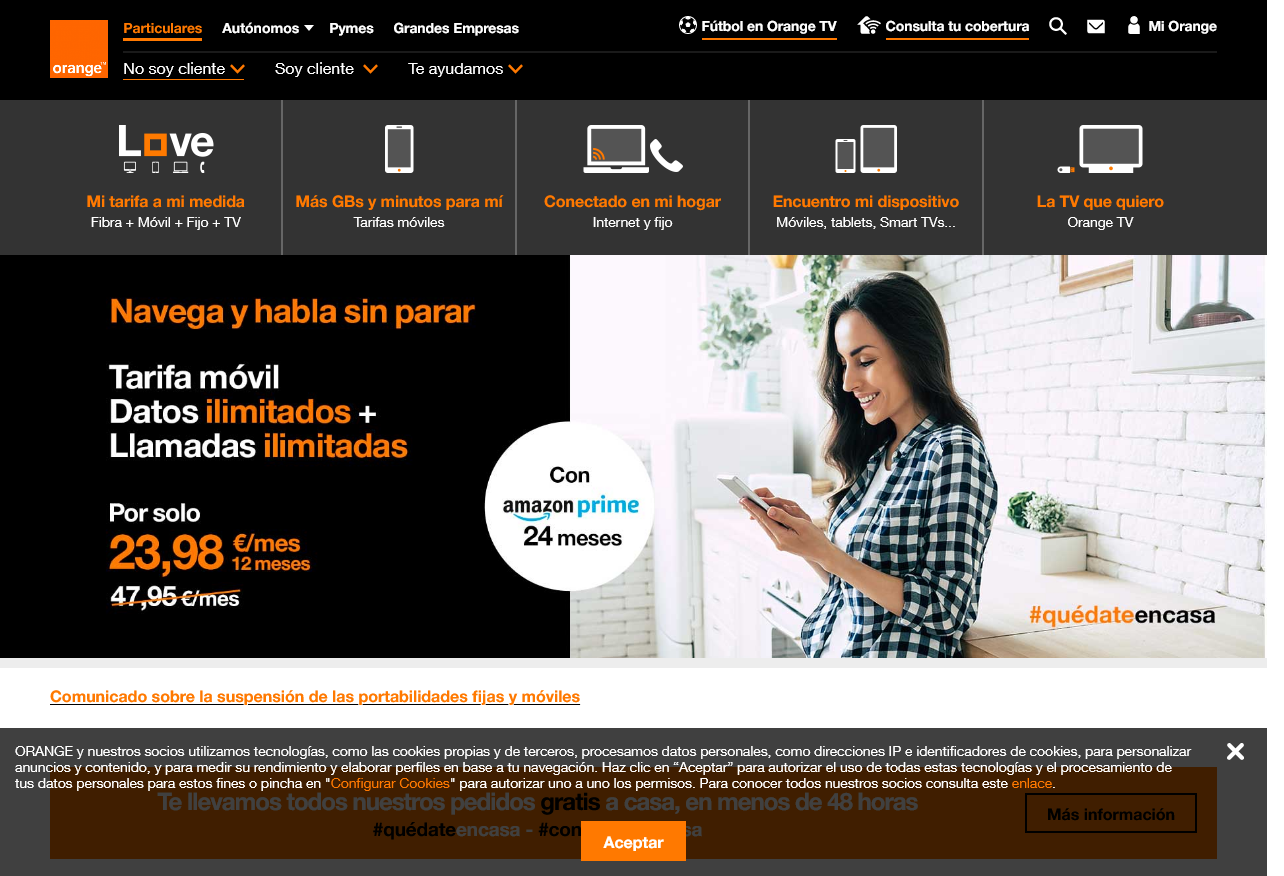 orange™
Particulares
Autónomos
Pymes
Grandes Empresas
Fútbol en Orange TV
Consulta tu cobertura
Mi Orange
No soy cliente
Soy cliente
Te ayudamos
Love
Mi tarifa a mi medida
Fibra + Móvil + Fijo + TV
Más GBs y minutos para mí
Tarifas móviles
Conectado en mi hogar
Internet y fijo
Encuentro mi dispositivo
Móviles, tablets, Smart TVs...
La TV que quiero
Orange TV
Navega y habla sin parar
Tarifa móvil
Datos ilimitados +
Llamadas ilimitadas
Por solo
23,98 €/mes
12 meses
47,95 €/mes
Con
amazon prime
24 meses
#quédateencasa
Comunicado sobre la suspensión de las portabilidades fijas y móviles
ORANGE y nuestros socios utilizamos tecnologías, como las cookies propias y de terceros, procesamos datos personales, como direcciones IP e identificadores de cookies, para personalizar
anuncios y contenido, y para medir su rendimiento y elaborar perfiles en base a tu navegación. Haz clic en “Aceptar” para autorizar el uso de todas estas tecnologías y el procesamiento de
tus datos personales para estos fines o pincha en "Configurar Cookies" para autorizar uno a uno los permisos. Para conocer todos nuestros socios consulta este enlace.
Te llevamos todos nuestros pedidos gratis a casa, en menos de 48 horas
#quédateencasa - #con
sa
Más información
Aceptar